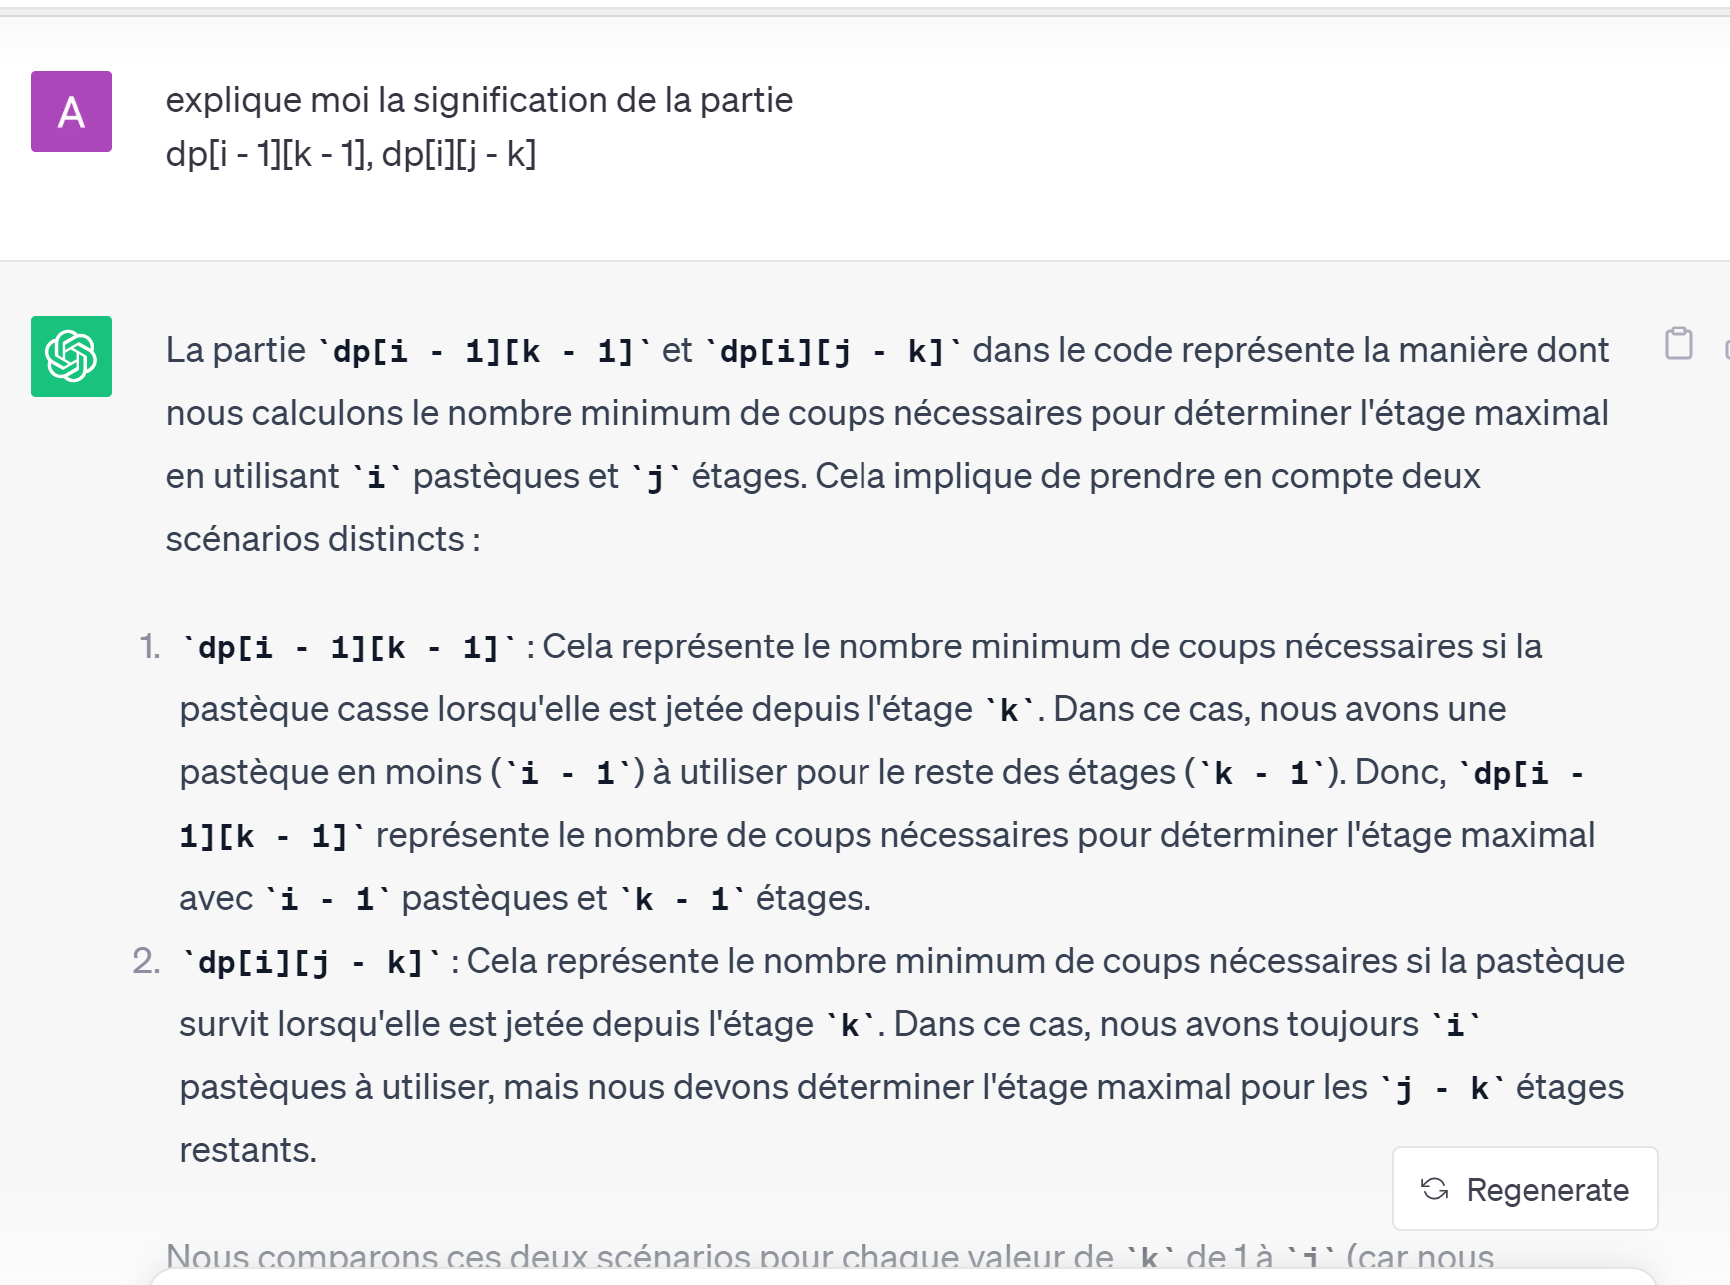 A
explique moi la signification de la partie
dp[i - 1][k - 1], dp[i][j - k]
La partie `dp[i - 1][k - 1]` et `dp[i][j - k]` dans le code représente la manière dont
nous calculons le nombre minimum de coups nécessaires pour déterminer l'étage maximal
en utilisant `i` pastèques et `j` étages. Cela implique de prendre en compte deux
scénarios distincts :
1. `dp[i - 1][k - 1]` : Cela représente le nombre minimum de coups nécessaires si la
pastèque casse lorsqu'elle est jetée depuis l'étage `k`. Dans ce cas, nous avons une
pastèque en moins (`i - 1`) à utiliser pour le reste des étages (`k - 1`). Donc, `dp[i -
1][k - 1]` représente le nombre de coups nécessaires pour déterminer l'étage maximal
avec `i - 1` pastèques et `k - 1` étages.
2. `dp[i][j - k]` : Cela représente le nombre minimum de coups nécessaires si la pastèque
survit lorsqu'elle est jetée depuis l'étage `k`. Dans ce cas, nous avons toujours `i`
pastèques à utiliser, mais nous devons déterminer l'étage maximal pour les `j - k` étages
restants.
Regenerate
Nous comparons ces deux scénarios pour chaque valeur de `k` de 1 à `j` (car nous